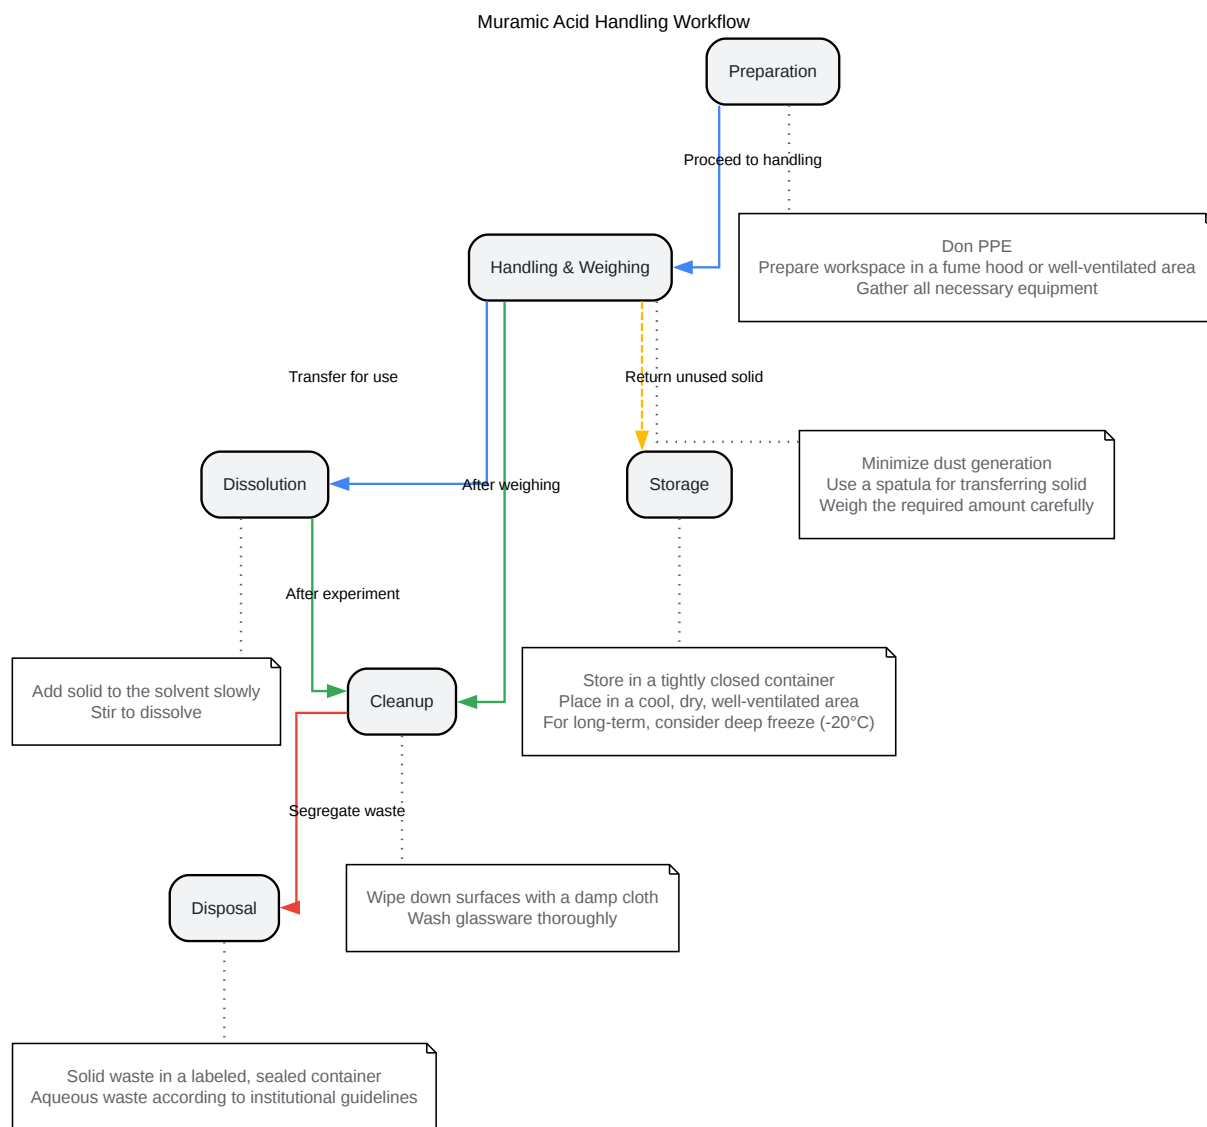 Muramic Acid Handling Workflow
Preparation
Proceed to handling
Don PPE
Prepare workspace in a fume hood or well-ventilated area
Gather all necessary equipment
Handling & Weighing
Transfer for use
Return unused solid
Minimize dust generation
Use a spatula for transferring solid
Weigh the required amount carefully
Dissolution
After weighing
Storage
After experiment
Add solid to the solvent slowly
Stir to dissolve
Cleanup
Store in a tightly closed container
Place in a cool, dry, well-ventilated area
For long-term, consider deep freeze (-20°C)
Segregate waste
Disposal
Wipe down surfaces with a damp cloth
Wash glassware thoroughly
Solid waste in a labeled, sealed container
Aqueous waste according to institutional guidelines